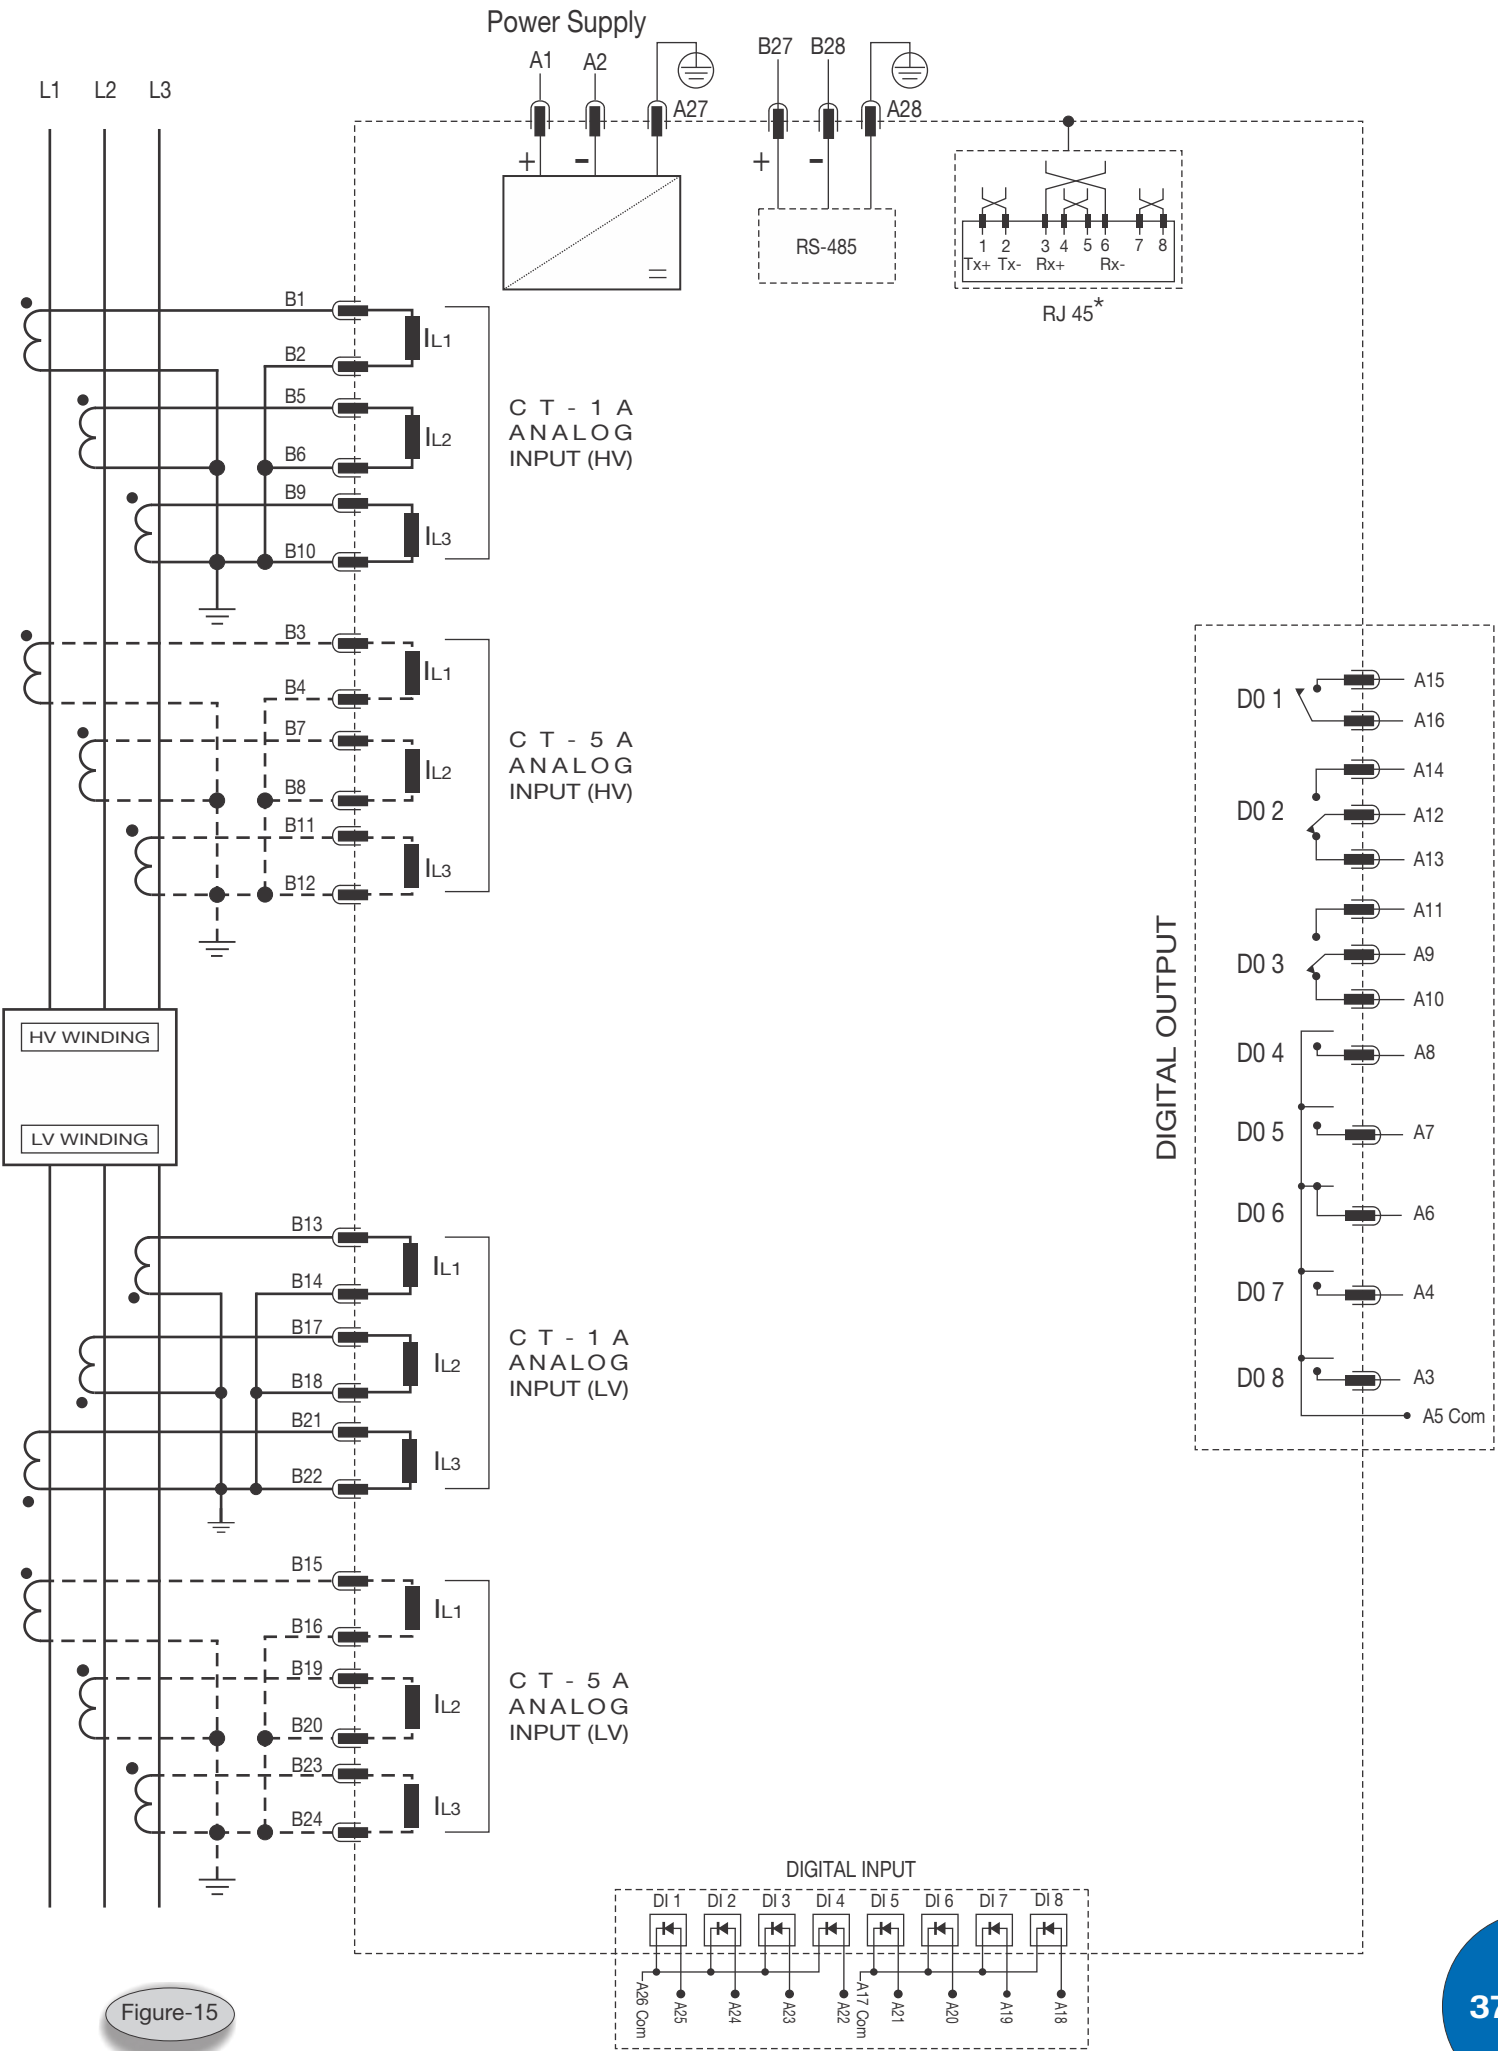 Power Supply
A1
A2
A27
B27
B28
A28
L1
L2
L3
+
-
+
-
RS-485
1 2 3 4 5 6 7 8
Tx+ Tx- Rx+ Rx-
RJ 45*
B1
IL1
B2
B5
IL2
B6
B9
IL3
B10
CT - 1 A
ANALOG
INPUT (HV)
B3
IL1
B4
B7
IL2
B8
B11
IL3
B12
CT - 5 A
ANALOG
INPUT (HV)
HV WINDING
LV WINDING
B13
IL1
B14
B17
IL2
B18
B21
IL3
B22
CT - 1 A
ANALOG
INPUT (LV)
B15
IL1
B16
B19
IL2
B20
B23
IL3
B24
CT - 5 A
ANALOG
INPUT (LV)
DIGITAL OUTPUT
D0 1
A15
A16
D0 2
A14
A12
A13
D0 3
A11
A9
A10
D0 4
A8
D0 5
A7
D0 6
A6
D0 7
A4
D0 8
A3
A5 Com
DIGITAL INPUT
DI 1 DI 2 DI 3 DI 4 DI 5 DI 6 DI 7 DI 8
A26 Com
A25
A24
A23
A22
A17 Com
A21
A20
A19
A18
Figure-15
37